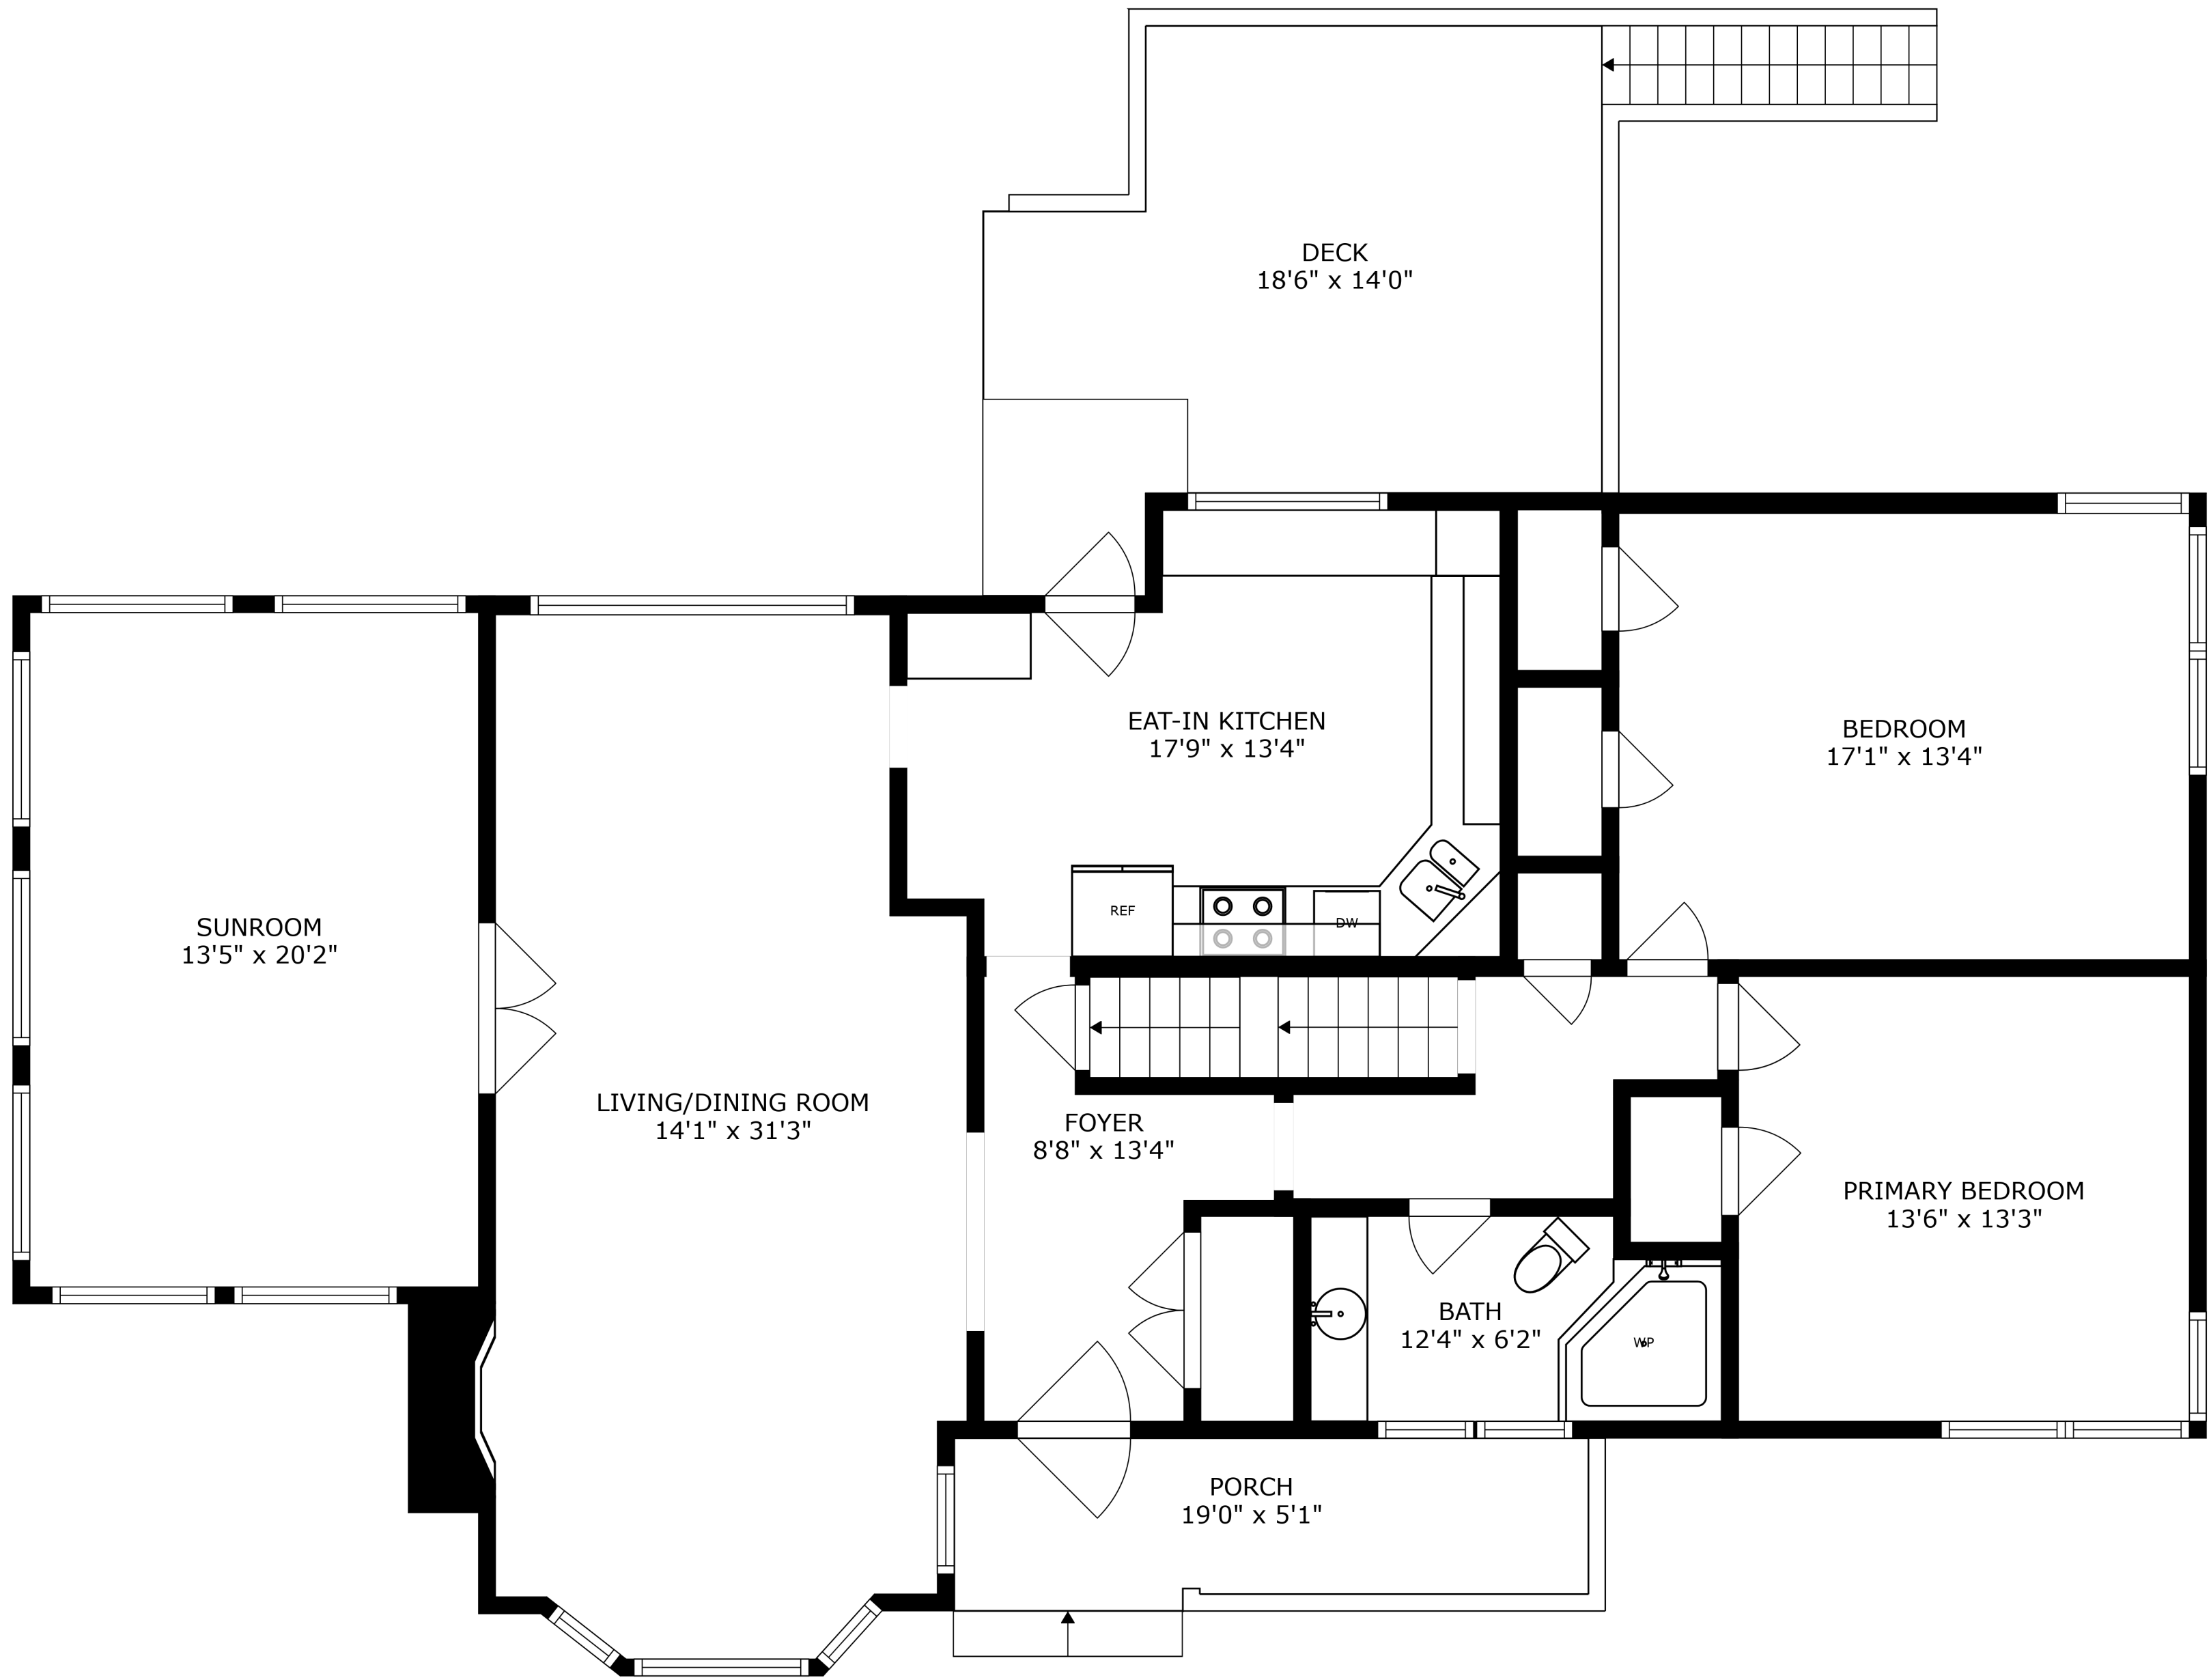 DECK
18'6" x 14'0"
EAT-IN KITCHEN
17'9" x 13'4"
BEDROOM
17'1" x 13'4"
REF
DW
SUNROOM
13'5" x 20'2"
LIVING/DINING ROOM
14'1" x 31'3"
FOYER
8'8" x 13'4"
PRIMARY BEDROOM
13'6" x 13'3"
BATH
12'4" x 6'2"
WP
PORCH
19'0" x 5'1"